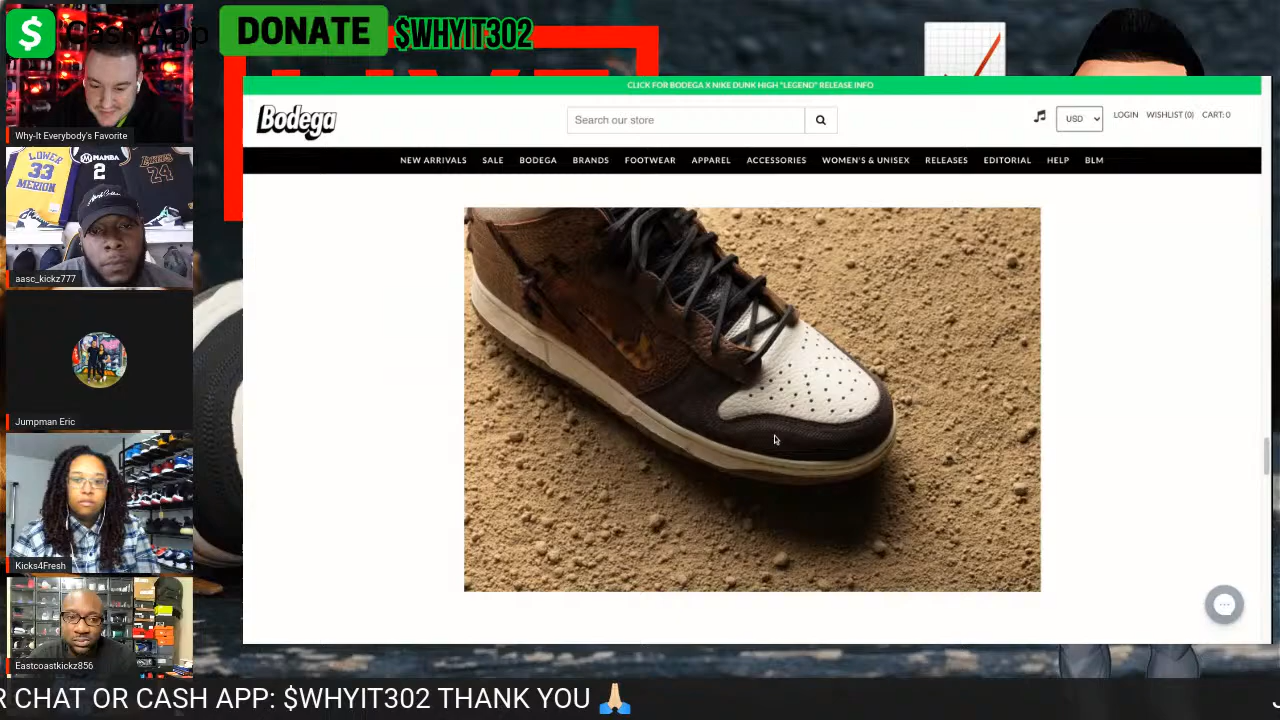 Cash App DONATE $WHYIT302
LIVE
CLICK FOR BODEGA X NIKE DUNK HIGH "LEGEND" RELEASE INFO
Bodega
Search our store
USD
LOGIN WISHLIST (0) CART: 0
NEW ARRIVALS SALE BODEGA BRANDS FOOTWEAR APPAREL ACCESSORIES WOMEN'S & UNISEX RELEASES EDITORIAL HELP BLM
Why-It Everybody's Favorite
LOWER
33
MERION
MAMBA
2
24
aasc_kickz777
Jumpman Eric
Kicks4Fresh
Eastcoastkickz856
R CHAT OR CASH APP: $WHYIT302 THANK YOU 🙏🏼